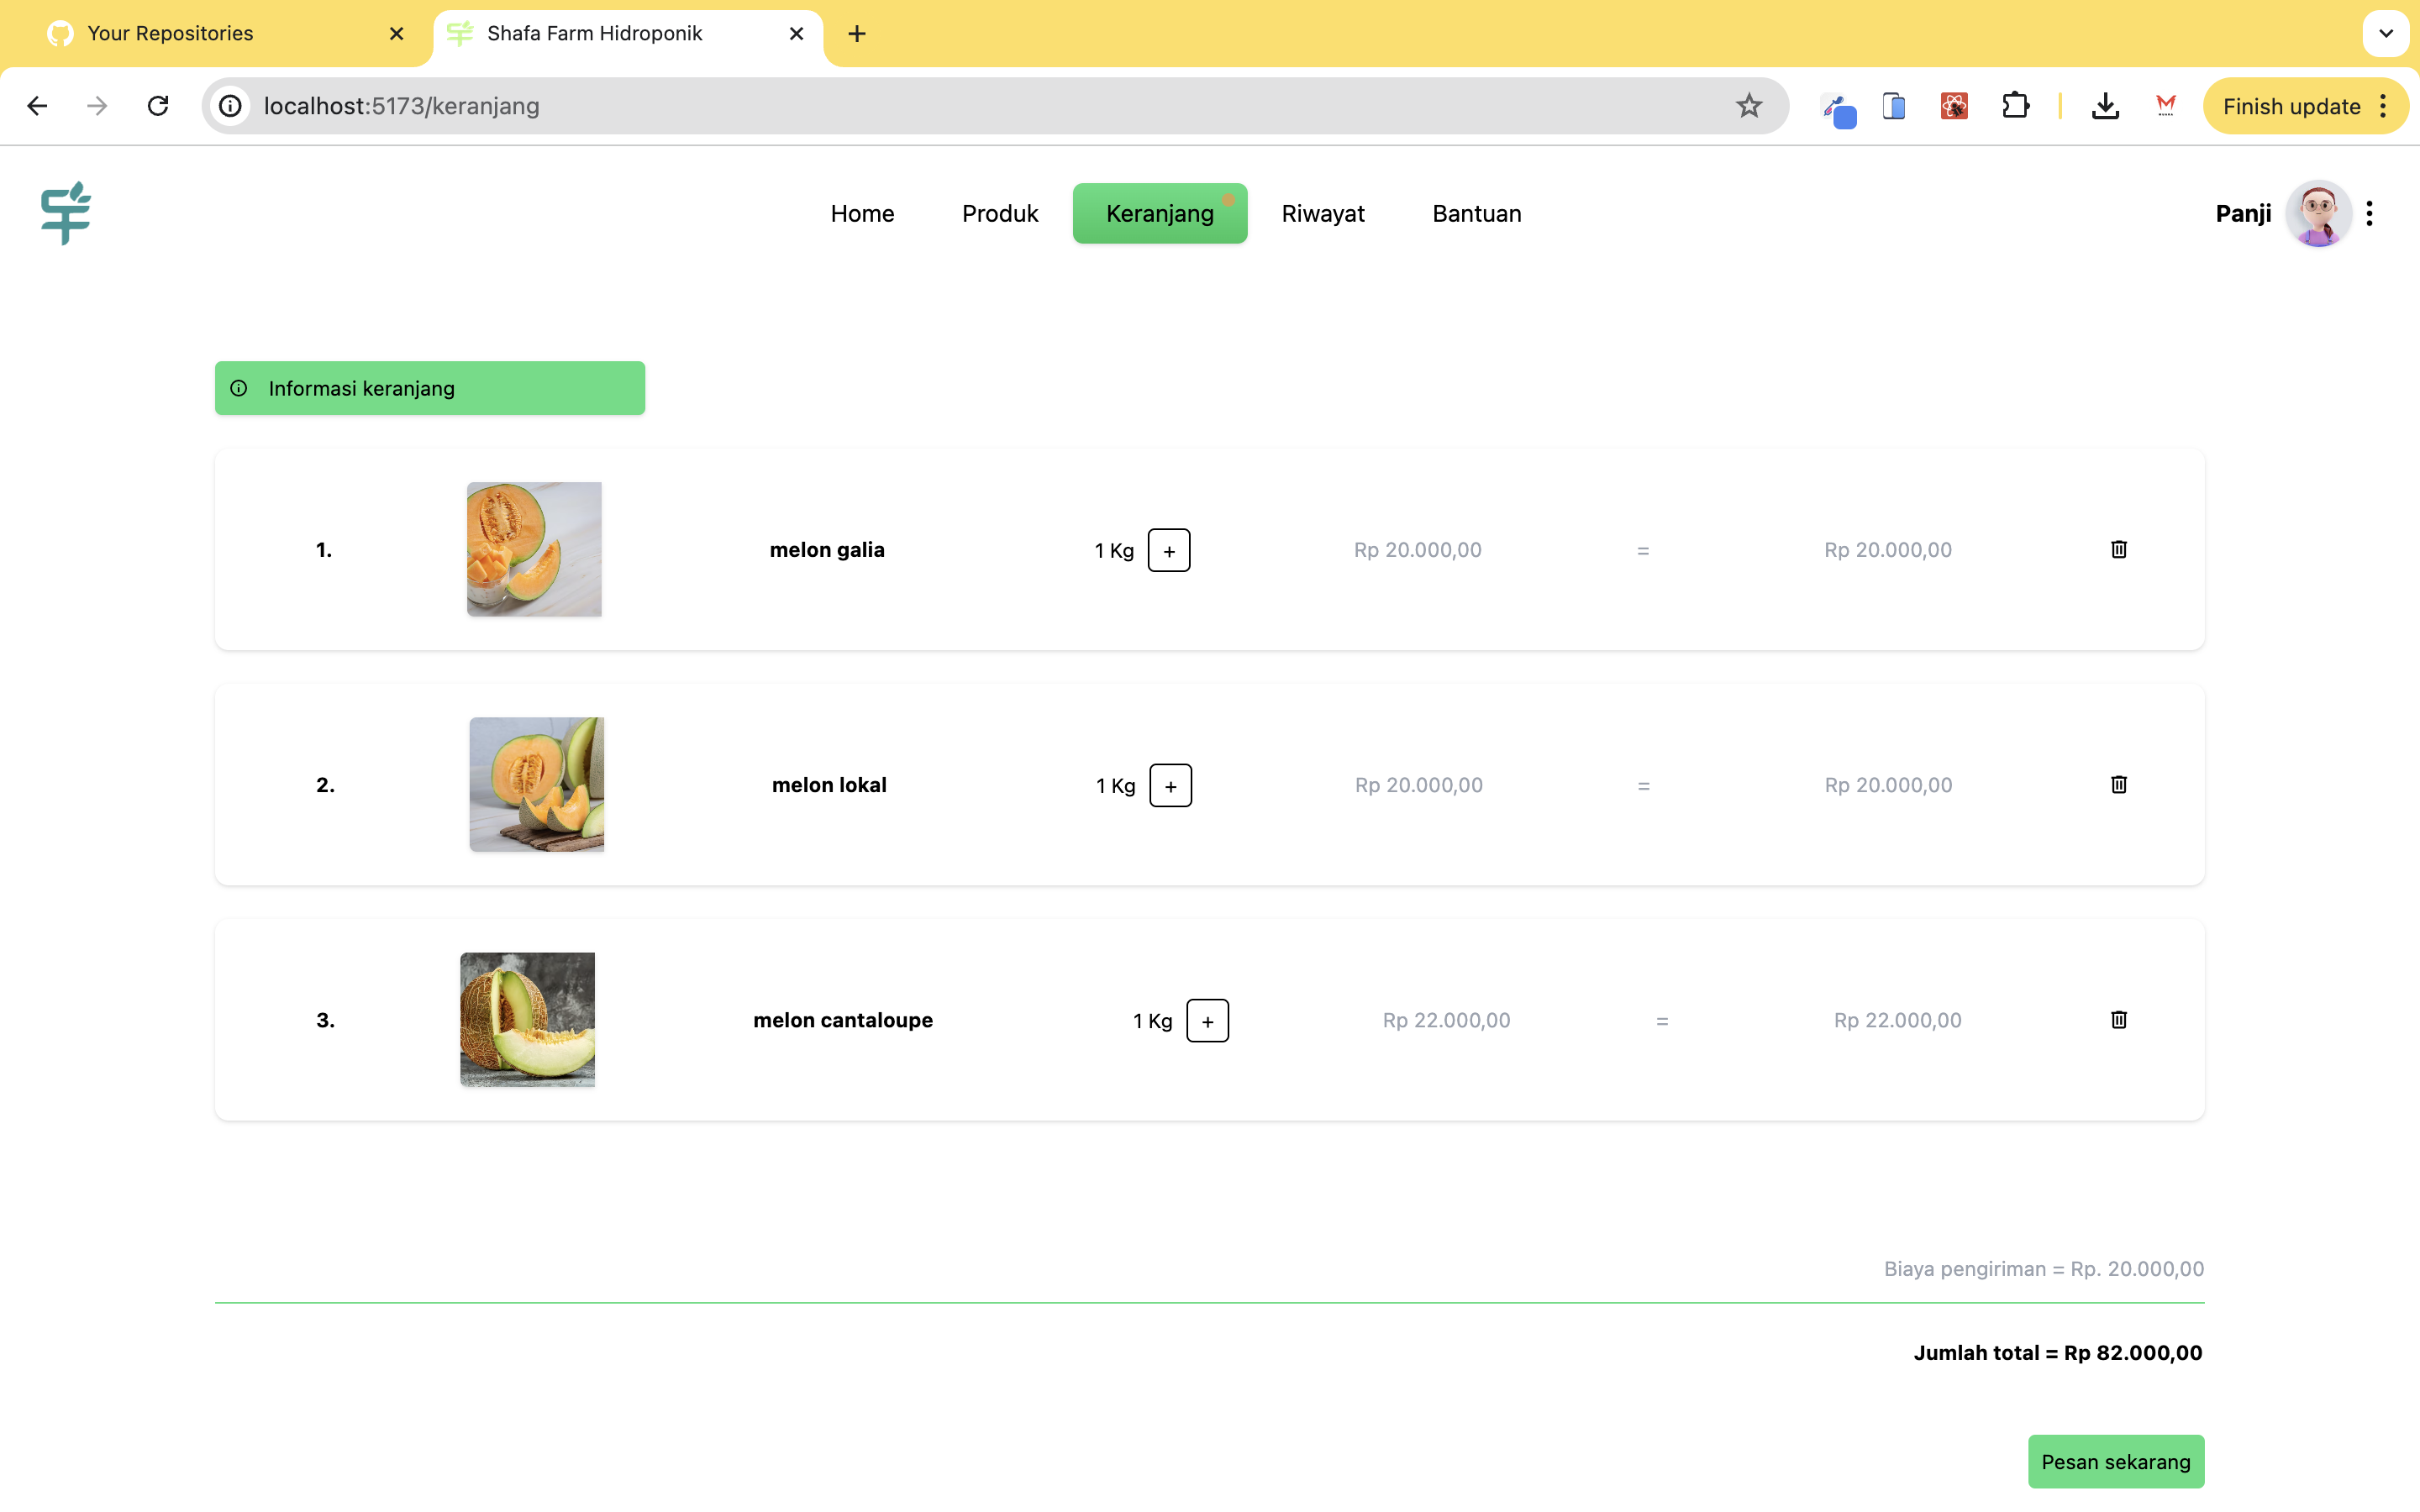 Your Repositories
Shafa Farm Hidroponik
localhost:5173/keranjang
Finish update
Home
Produk
Keranjang
Riwayat
Bantuan
Panji
Informasi keranjang
1.
melon galia
1 Kg
+
Rp 20.000,00
=
Rp 20.000,00
2.
melon lokal
1 Kg
+
Rp 20.000,00
=
Rp 20.000,00
3.
melon cantaloupe
1 Kg
+
Rp 22.000,00
=
Rp 22.000,00
Biaya pengiriman = Rp. 20.000,00
Jumlah total = Rp 82.000,00
Pesan sekarang